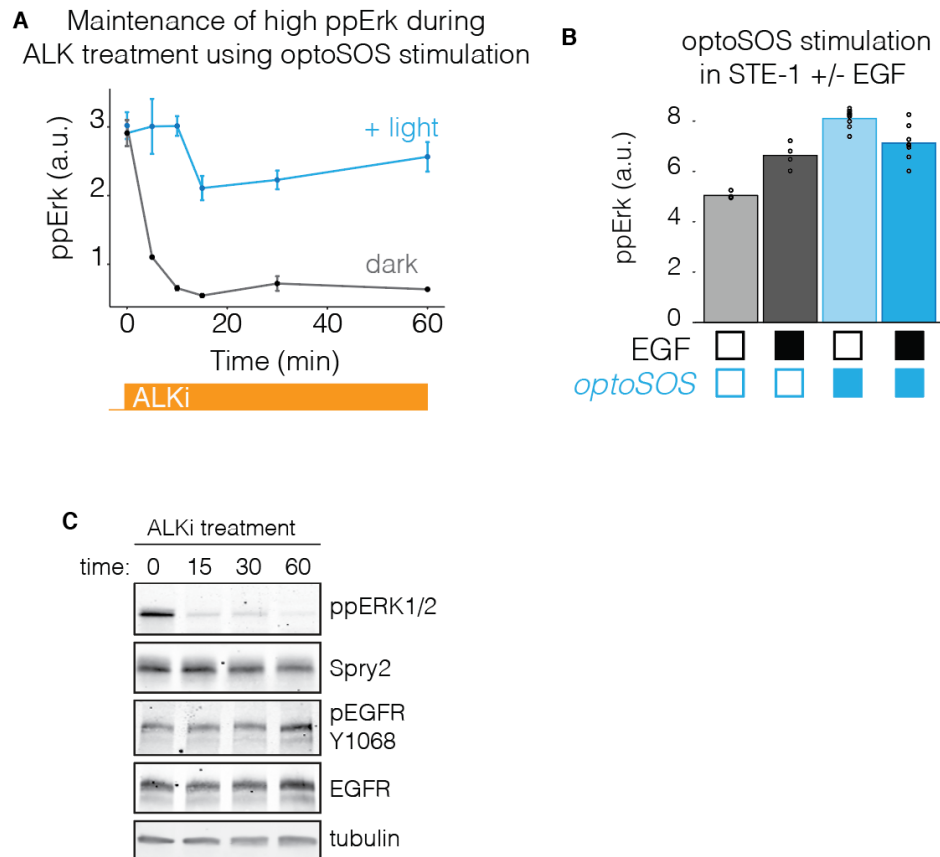 A
Maintenance of high ppErk during
ALK treatment using optoSOS stimulation
ppErk (a.u.)
3
2
1
+ light
dark
0
20
40
60
Time (min)
ALKi
B
optoSOS stimulation
in STE-1 +/- EGF
ppErk (a.u.)
8
6
4
2
0
EGF
optoSOS
C
ALKi treatment
time: 0 15 30 60
ppERK1/2
Spry2
pEGFR
Y1068
EGFR
tubulin